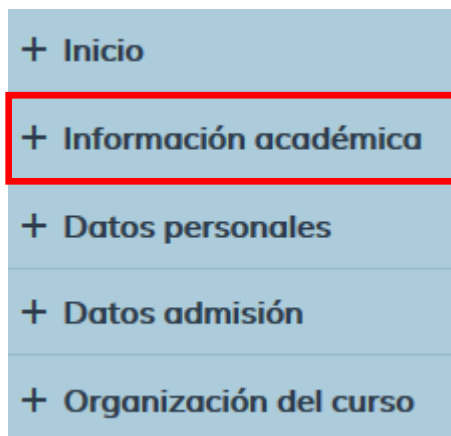 + Inicio
+ Información académica
+ Datos personales
+ Datos admisión
+ Organización del curso